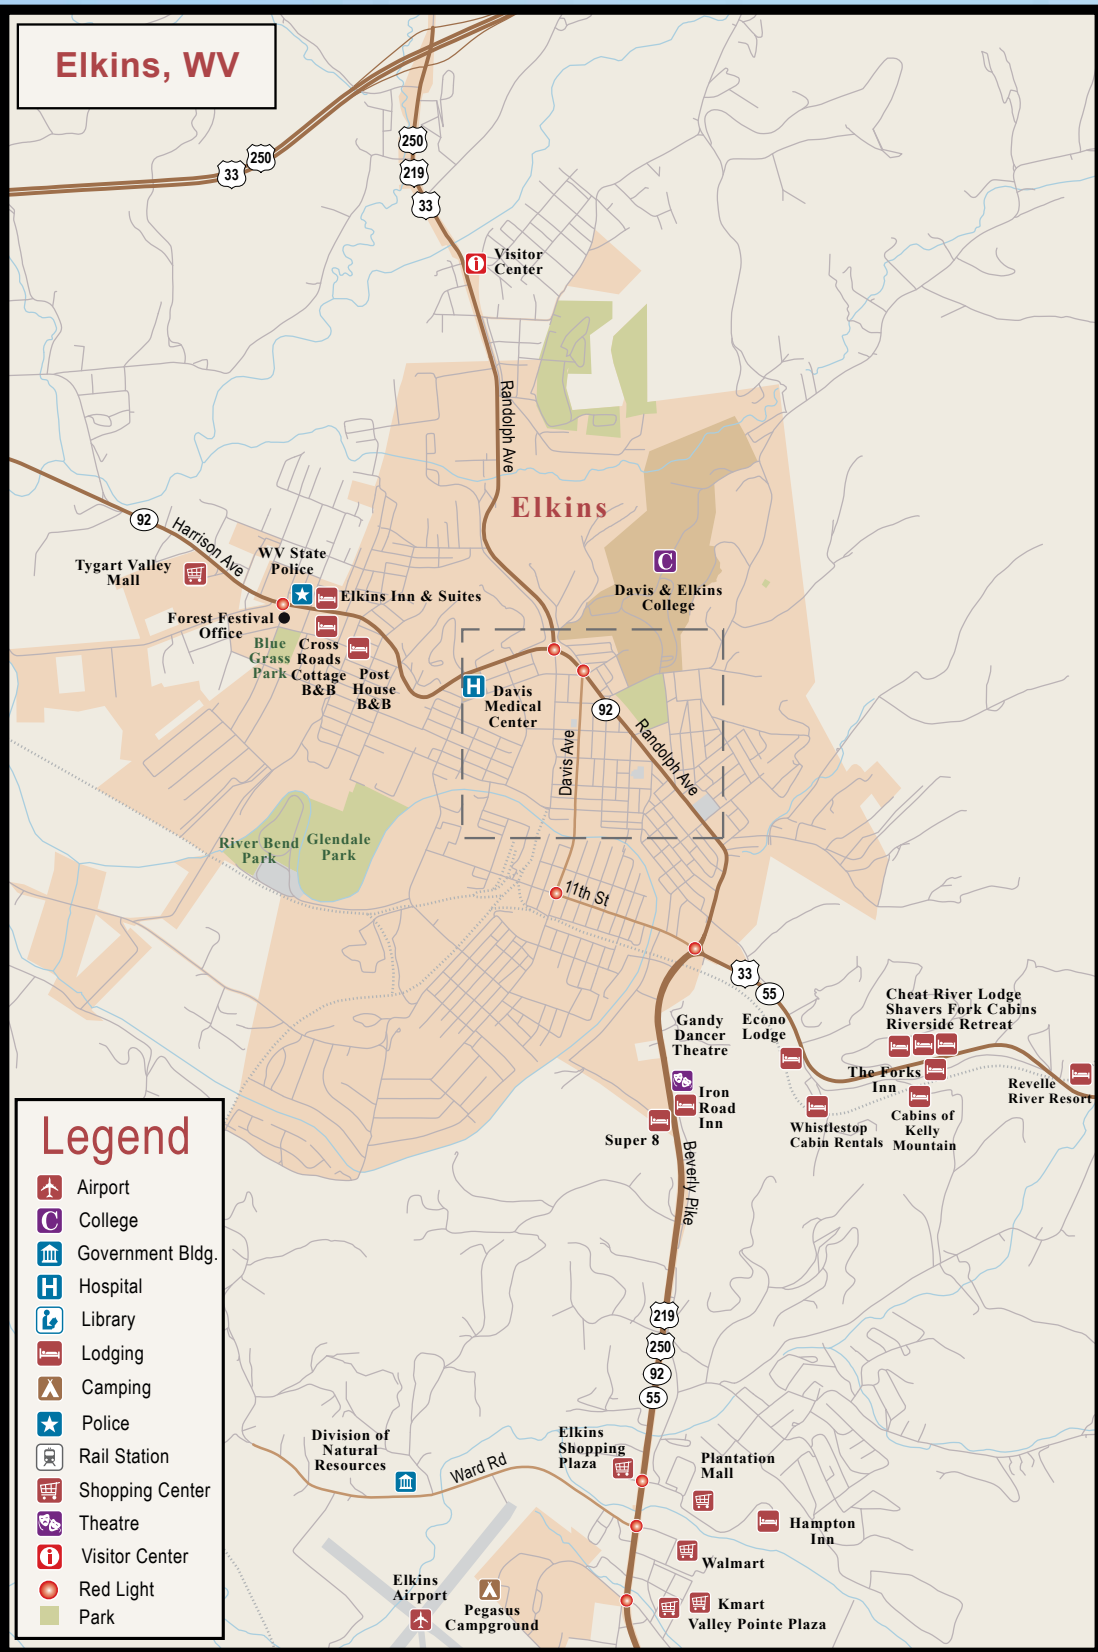 Elkins, WV
250
33
250
219
33
Visitor
Center
Randolph Ave
Elkins
92
Harrison Ave
Tygart Valley
Mall
WV State
Police
Elkins Inn & Suites
Forest Festival
Office
Blue
Grass
Park
Cross
Roads
Cottage
B&B
Post
House
B&B
C
Davis & Elkins
College
H
Davis
Medical
Center
92
Davis Ave
Randolph Ave
River Bend
Park
Glendale
Park
11th St
33
55
Gandy
Dancer
Theatre
Econo
Lodge
Cheat River Lodge
Shavers Fork Cabins
Riverside Retreat
The Forks
Inn
Revelle
River Resort
Iron
Road
Inn
Super 8
Whistlestop
Cabin Rentals
Cabins of
Kelly
Mountain
Beverly Pike
219
250
92
55
Division of
Natural
Resources
Ward Rd
Elkins
Shopping
Plaza
Plantation
Mall
Hampton
Inn
Walmart
Elkins
Airport
Pegasus
Campground
Kmart
Valley Pointe Plaza
Legend
Airport
C College
Government Bldg.
H Hospital
Library
Lodging
Camping
Police
Rail Station
Shopping Center
Theatre
i Visitor Center
Red Light
Park